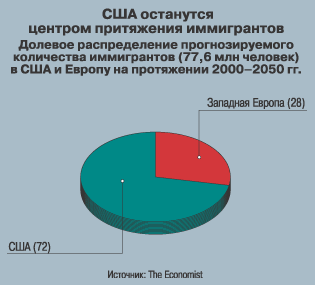 США останутся
центром притяжения иммигрантов
Долевое распределение прогнозируемого
количества иммигрантов (77,6 млн человек)
в США и Европу на протяжении 2000–2050 гг.
Западная Европа (28)
США (72)
Источник: The Economist